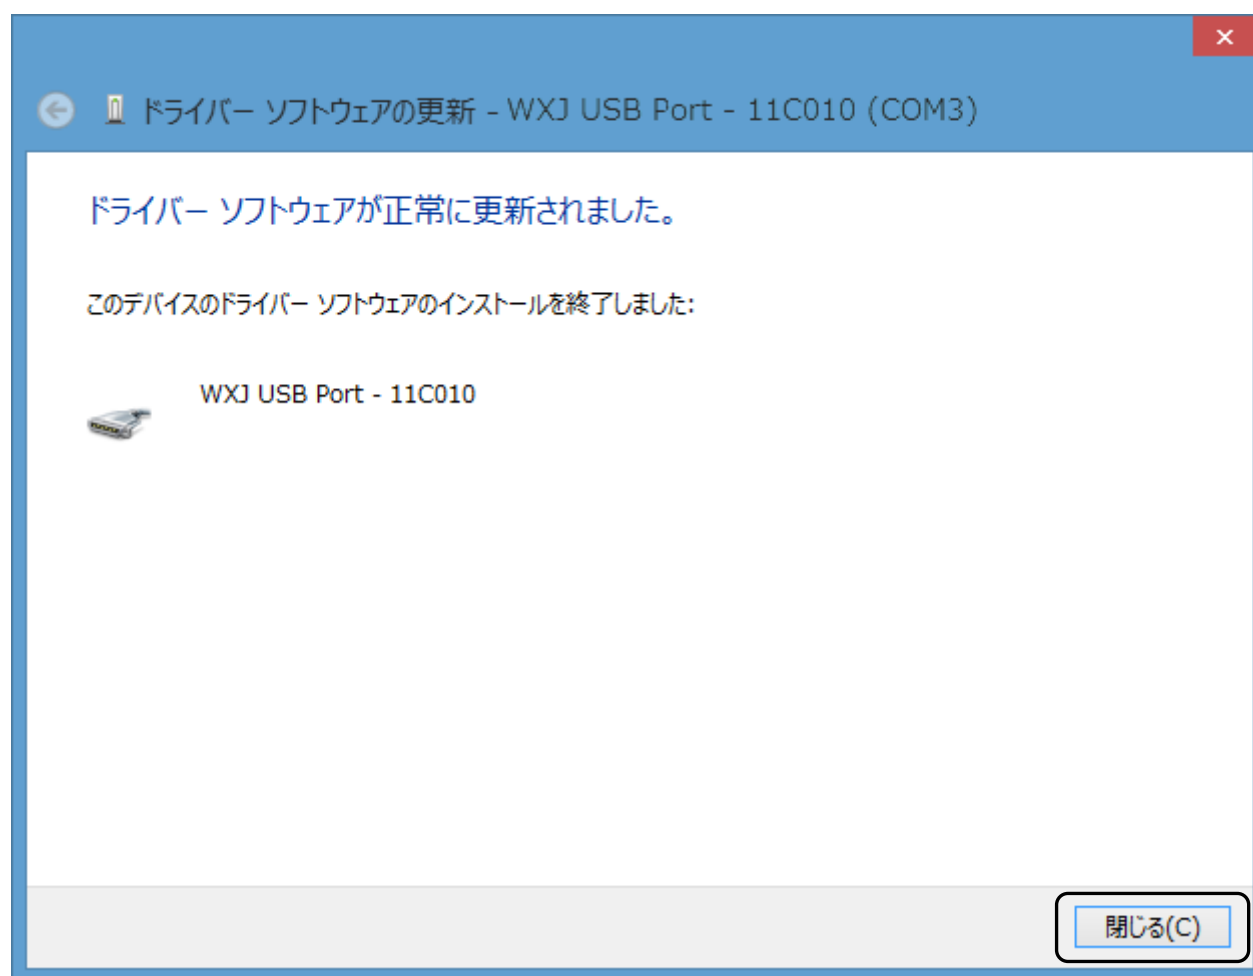 ドライバー ソフトウェアの更新 - WXJ USB Port - 11C010 (COM3)
ドライバー ソフトウェアが正常に更新されました。
このデバイスのドライバー ソフトウェアのインストールを終了しました:
WXJ USB Port - 11C010
閉じる(C)